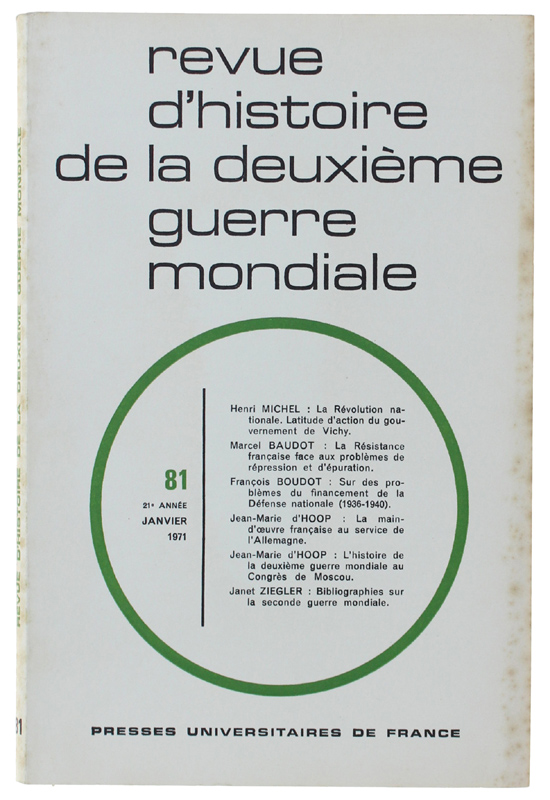 revue
d'histoire
de la deuxième
guerre
mondiale
81
21e ANNÉE
JANVIER
1971
Henri MICHEL : La Révolution na-
tionale. Latitude d'action du gou-
vernement de Vichy.
Marcel BAUDOT : La Résistance
française face aux problèmes de
répression et d'épuration.
François BOUDOT : Sur des pro-
blèmes du financement de la
Défense nationale (1936-1940).
Jean-Marie d'HOOP : La main-
d'œuvre française au service de
l'Allemagne.
Jean-Marie d'HOOP : L'histoire de
la deuxième guerre mondiale au
Congrès de Moscou.
Janet ZIEGLER : Bibliographies sur
la seconde guerre mondiale.
PRESSES UNIVERSITAIRES DE FRANCE
REVUE D'HISTOIRE DE LA DEUXIÈME GUERRE MONDIALE
81